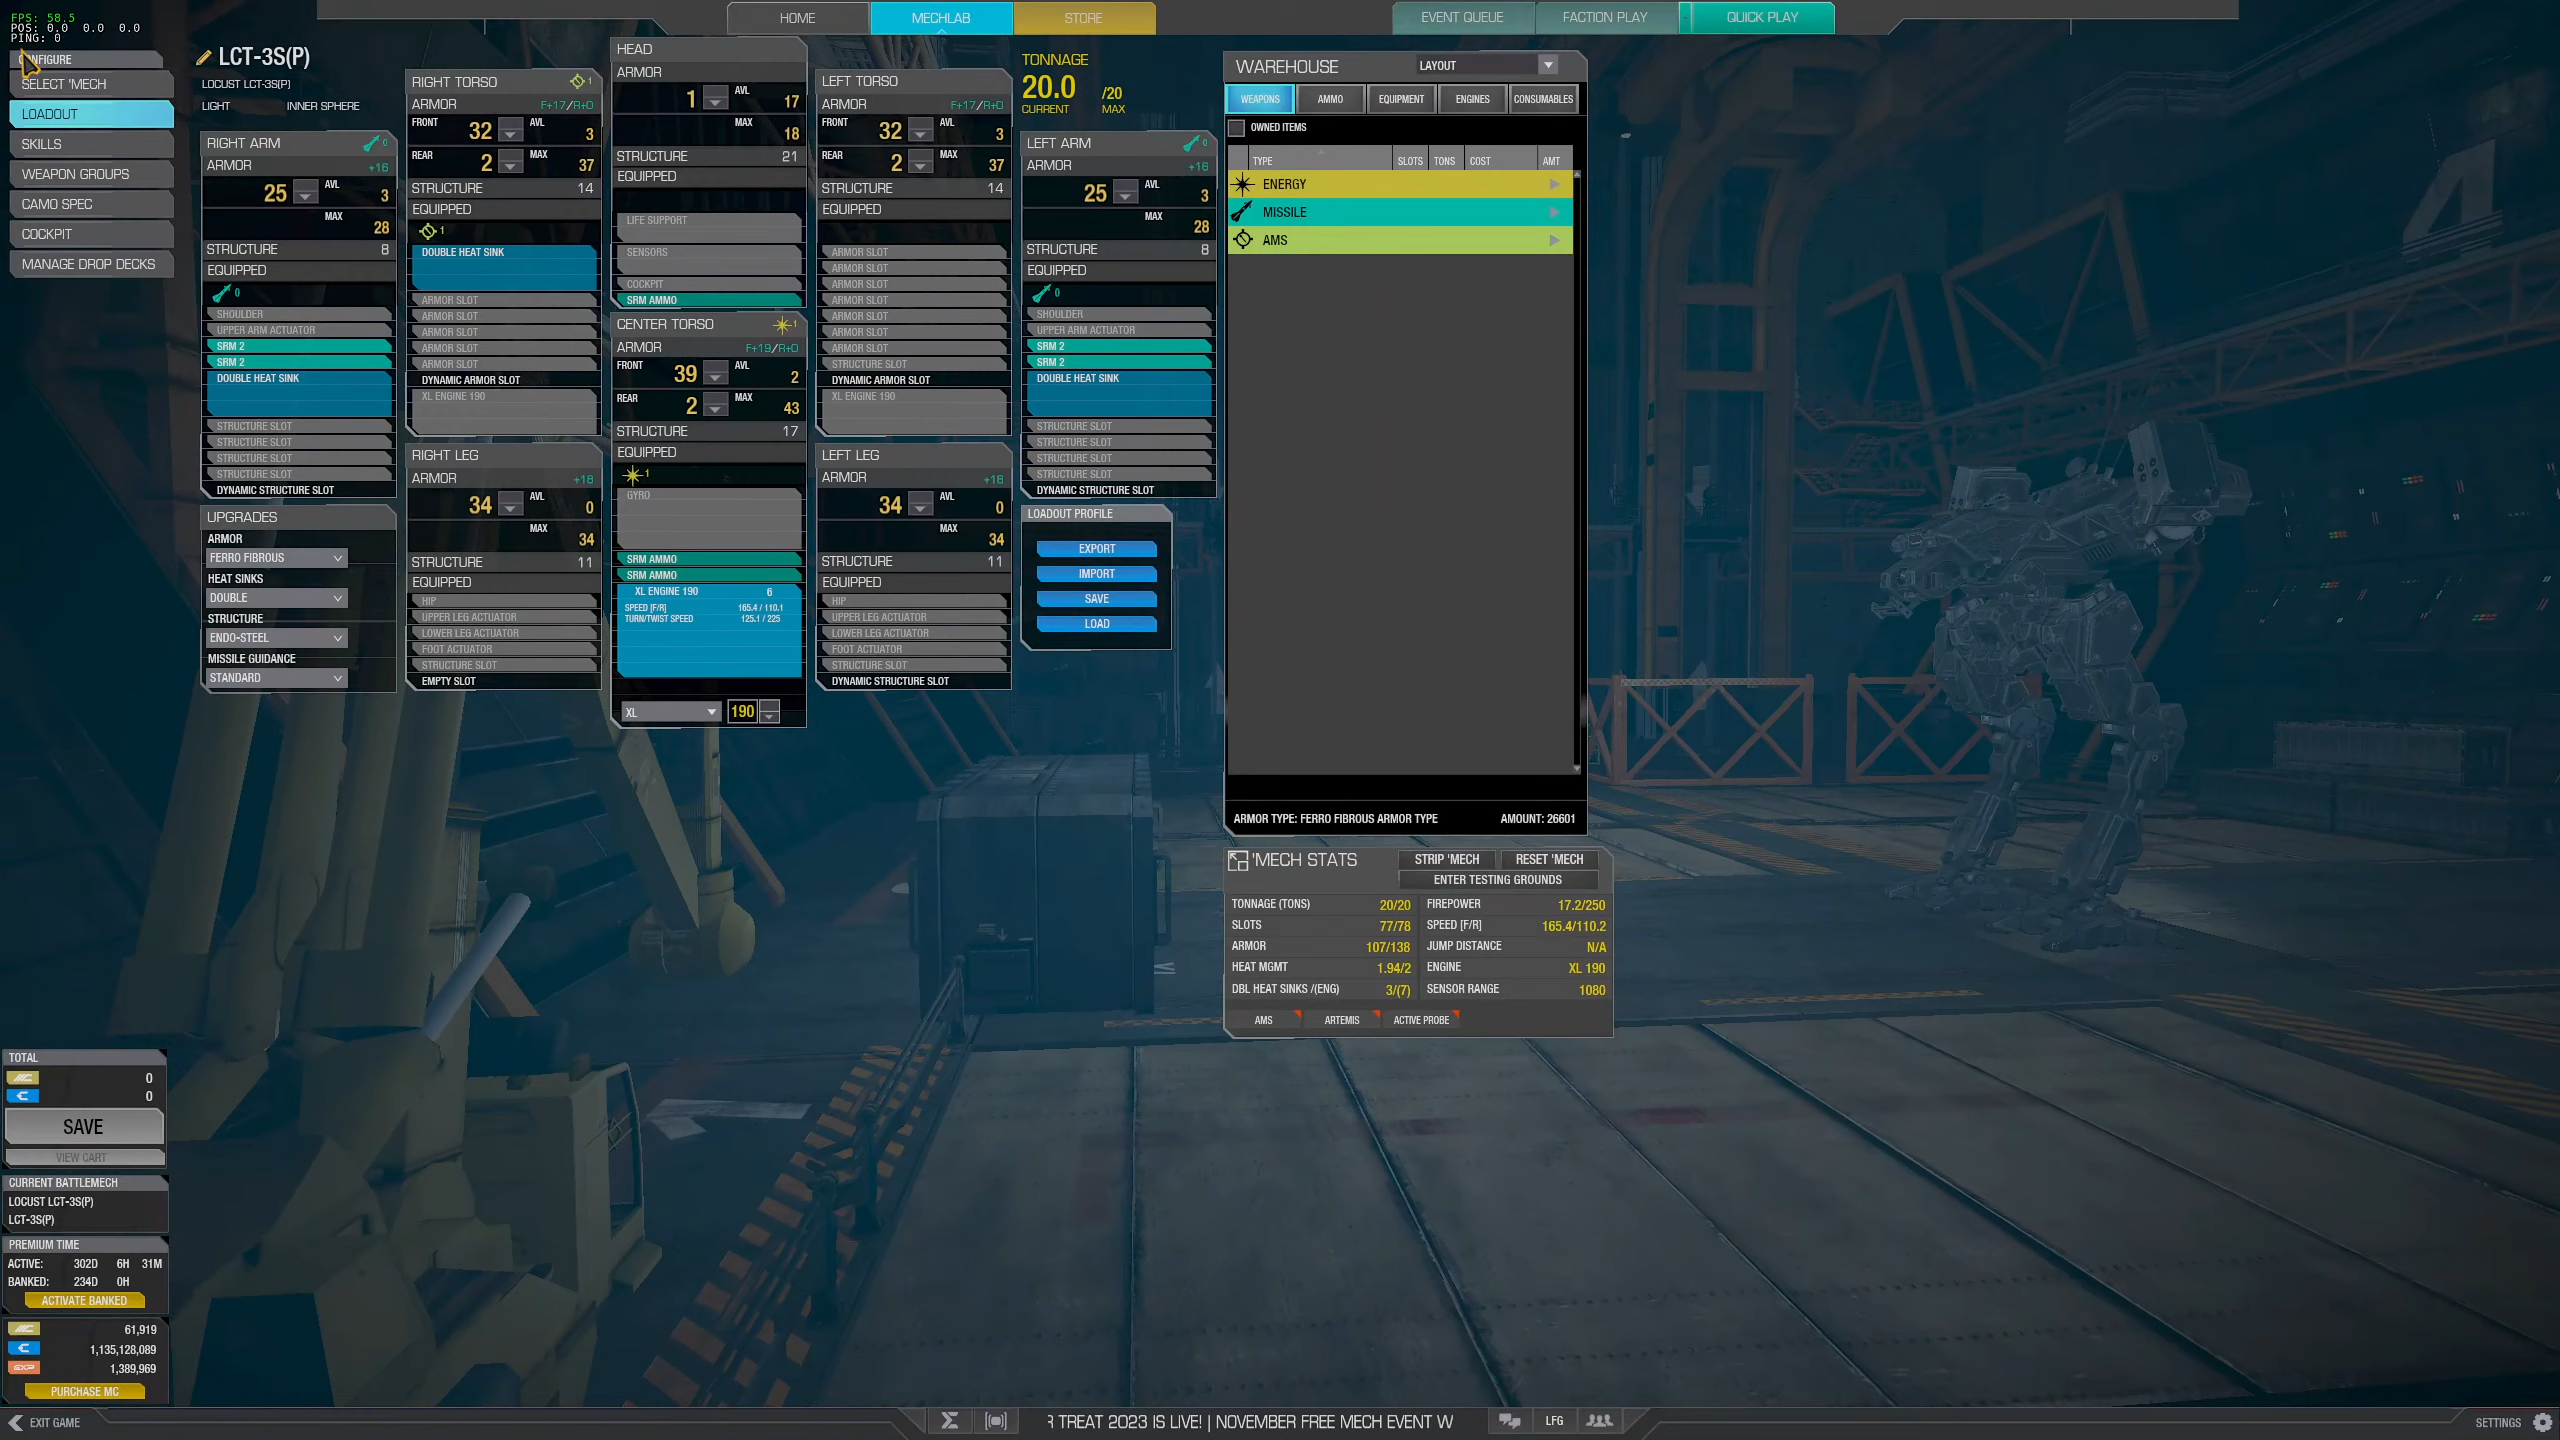 FPS: 58.5
POS: 0.0 0.0 0.0
PING: 0
HOME
MECHLAB
STORE
EVENT QUEUE
FACTION PLAY
QUICK PLAY
SELECT 'MECH
LOADOUT
SKILLS
WEAPON GROUPS
CAMO SPEC
COCKPIT
MANAGE DROP DECKS
LCT-3S(P)
LOCUST LCT-3S(P)
LIGHT INNER SPHERE
RIGHT ARM 0
ARMOR +16
25 AVL 3
MAX 28
STRUCTURE 8
EQUIPPED
0
SHOULDER
UPPER ARM ACTUATOR
SRM 2
SRM 2
DOUBLE HEAT SINK
STRUCTURE SLOT
STRUCTURE SLOT
STRUCTURE SLOT
STRUCTURE SLOT
DYNAMIC STRUCTURE SLOT
UPGRADES
ARMOR
FERRO FIBROUS
HEAT SINKS
DOUBLE
STRUCTURE
ENDO-STEEL
MISSILE GUIDANCE
STANDARD
RIGHT TORSO 1
ARMOR F+17/R+0
FRONT 32 AVL 3
REAR 2 MAX 37
STRUCTURE 14
EQUIPPED
1
DOUBLE HEAT SINK
ARMOR SLOT
ARMOR SLOT
ARMOR SLOT
ARMOR SLOT
ARMOR SLOT
DYNAMIC ARMOR SLOT
XL ENGINE 190
RIGHT LEG
ARMOR +18
34 AVL 0
MAX 34
STRUCTURE 11
EQUIPPED
HIP
UPPER LEG ACTUATOR
LOWER LEG ACTUATOR
FOOT ACTUATOR
STRUCTURE SLOT
EMPTY SLOT
HEAD
ARMOR
1 AVL 17
MAX 18
STRUCTURE 21
EQUIPPED
LIFE SUPPORT
SENSORS
COCKPIT
SRM AMMO
CENTER TORSO 1
ARMOR F+19/R+0
FRONT 39 AVL 2
REAR 2 MAX 43
STRUCTURE 17
EQUIPPED
1
GYRO
SRM AMMO
SRM AMMO
XL ENGINE 190 6
SPEED [F/R] 165.4 / 110.1
TURN/TWIST SPEED 125.1 / 225
XL 190
LEFT TORSO
ARMOR F+17/R+0
FRONT 32 AVL 3
REAR 2 MAX 37
STRUCTURE 14
EQUIPPED
ARMOR SLOT
ARMOR SLOT
ARMOR SLOT
ARMOR SLOT
ARMOR SLOT
ARMOR SLOT
ARMOR SLOT
STRUCTURE SLOT
DYNAMIC ARMOR SLOT
XL ENGINE 190
LEFT LEG
ARMOR +18
34 AVL 0
MAX 34
STRUCTURE 11
EQUIPPED
HIP
UPPER LEG ACTUATOR
LOWER LEG ACTUATOR
FOOT ACTUATOR
STRUCTURE SLOT
DYNAMIC STRUCTURE SLOT
TONNAGE
20.0 /20
CURRENT MAX
LEFT ARM 0
ARMOR +16
25 AVL 3
MAX 28
STRUCTURE 8
EQUIPPED
0
SHOULDER
UPPER ARM ACTUATOR
SRM 2
SRM 2
DOUBLE HEAT SINK
STRUCTURE SLOT
STRUCTURE SLOT
STRUCTURE SLOT
STRUCTURE SLOT
DYNAMIC STRUCTURE SLOT
LOADOUT PROFILE
EXPORT
IMPORT
SAVE
LOAD
WAREHOUSE LAYOUT
WEAPONS AMMO EQUIPMENT ENGINES CONSUMABLES
OWNED ITEMS
TYPE SLOTS TONS COST AMT
ENERGY
MISSILE
AMS
ARMOR TYPE: FERRO FIBROUS ARMOR TYPE AMOUNT: 26601
'MECH STATS STRIP 'MECH RESET 'MECH
ENTER TESTING GROUNDS
TONNAGE (TONS) 20/20 FIREPOWER 17.2/250
SLOTS 77/78 SPEED [F/R] 165.4/110.2
ARMOR 107/138 JUMP DISTANCE N/A
HEAT MGMT 1.94/2 ENGINE XL 190
DBL HEAT SINKS /(ENG) 3/(7) SENSOR RANGE 1080
AMS ARTEMIS ACTIVE PROBE
TOTAL
MC 0
C 0
SAVE
VIEW CART
CURRENT BATTLEMECH
LOCUST LCT-3S(P)
LCT-3S(P)
PREMIUM TIME
ACTIVE: 302D 6H 31M
BANKED: 234D 0H
ACTIVATE BANKED
MC 61,919
C 1,135,128,089
GXP 1,389,969
PURCHASE MC
EXIT GAME
R TREAT 2023 IS LIVE! | NOVEMBER FREE MECH EVENT W
LFG
SETTINGS
4